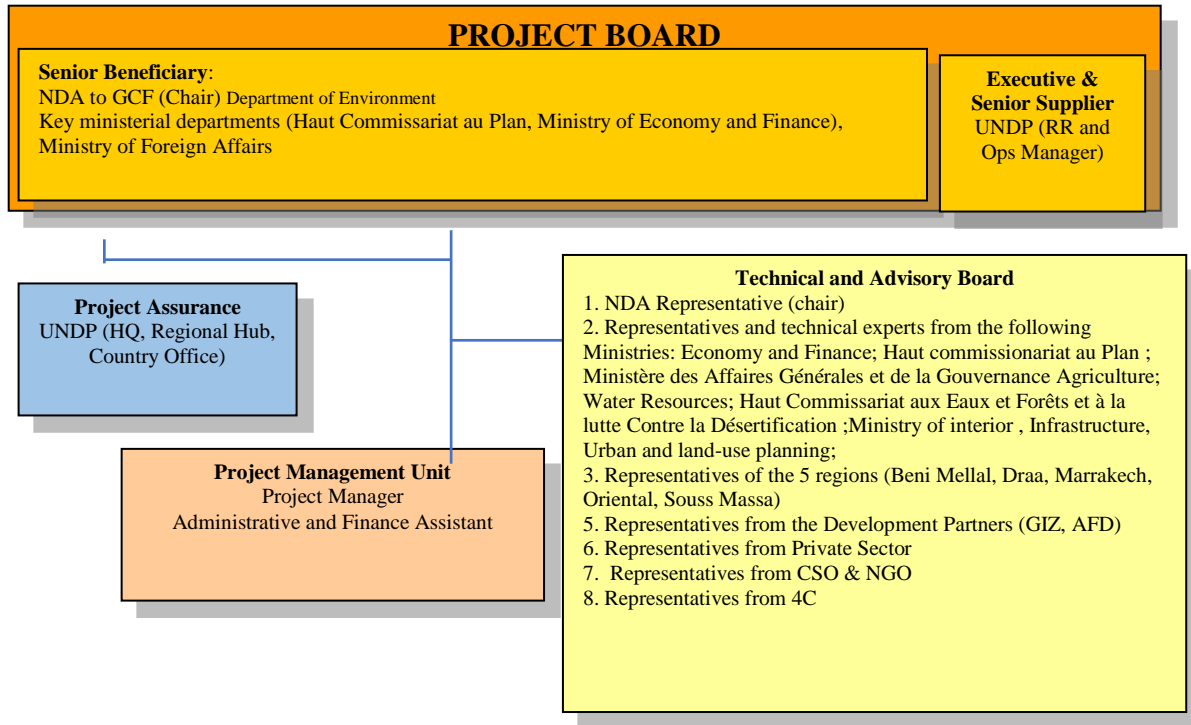 PROJECT BOARD
Senior Beneficiary:
NDA to GCF (Chair) Department of Environment
Key ministerial departments (Haut Commissariat au Plan, Ministry of Economy and Finance),
Ministry of Foreign Affairs
Executive &
Senior Supplier
UNDP (RR and
Ops Manager)
Project Assurance
UNDP (HQ, Regional Hub,
Country Office)
Technical and Advisory Board
1. NDA Representative (chair)
2. Representatives and technical experts from the following
Ministries: Economy and Finance; Haut commissionariat au Plan ;
Ministère des Affaires Générales et de la Gouvernance Agriculture;
Water Resources; Haut Commissariat aux Eaux et Forêts et à la
lutte Contre la Désertification ;Ministry of interior , Infrastructure,
Urban and land-use planning;
3. Representatives of the 5 regions (Beni Mellal, Draa, Marrakech,
Oriental, Souss Massa)
5. Representatives from the Development Partners (GIZ, AFD)
6. Representatives from Private Sector
7.  Representatives from CSO & NGO
8. Representatives from 4C
Project Management Unit
Project Manager
Administrative and Finance Assistant